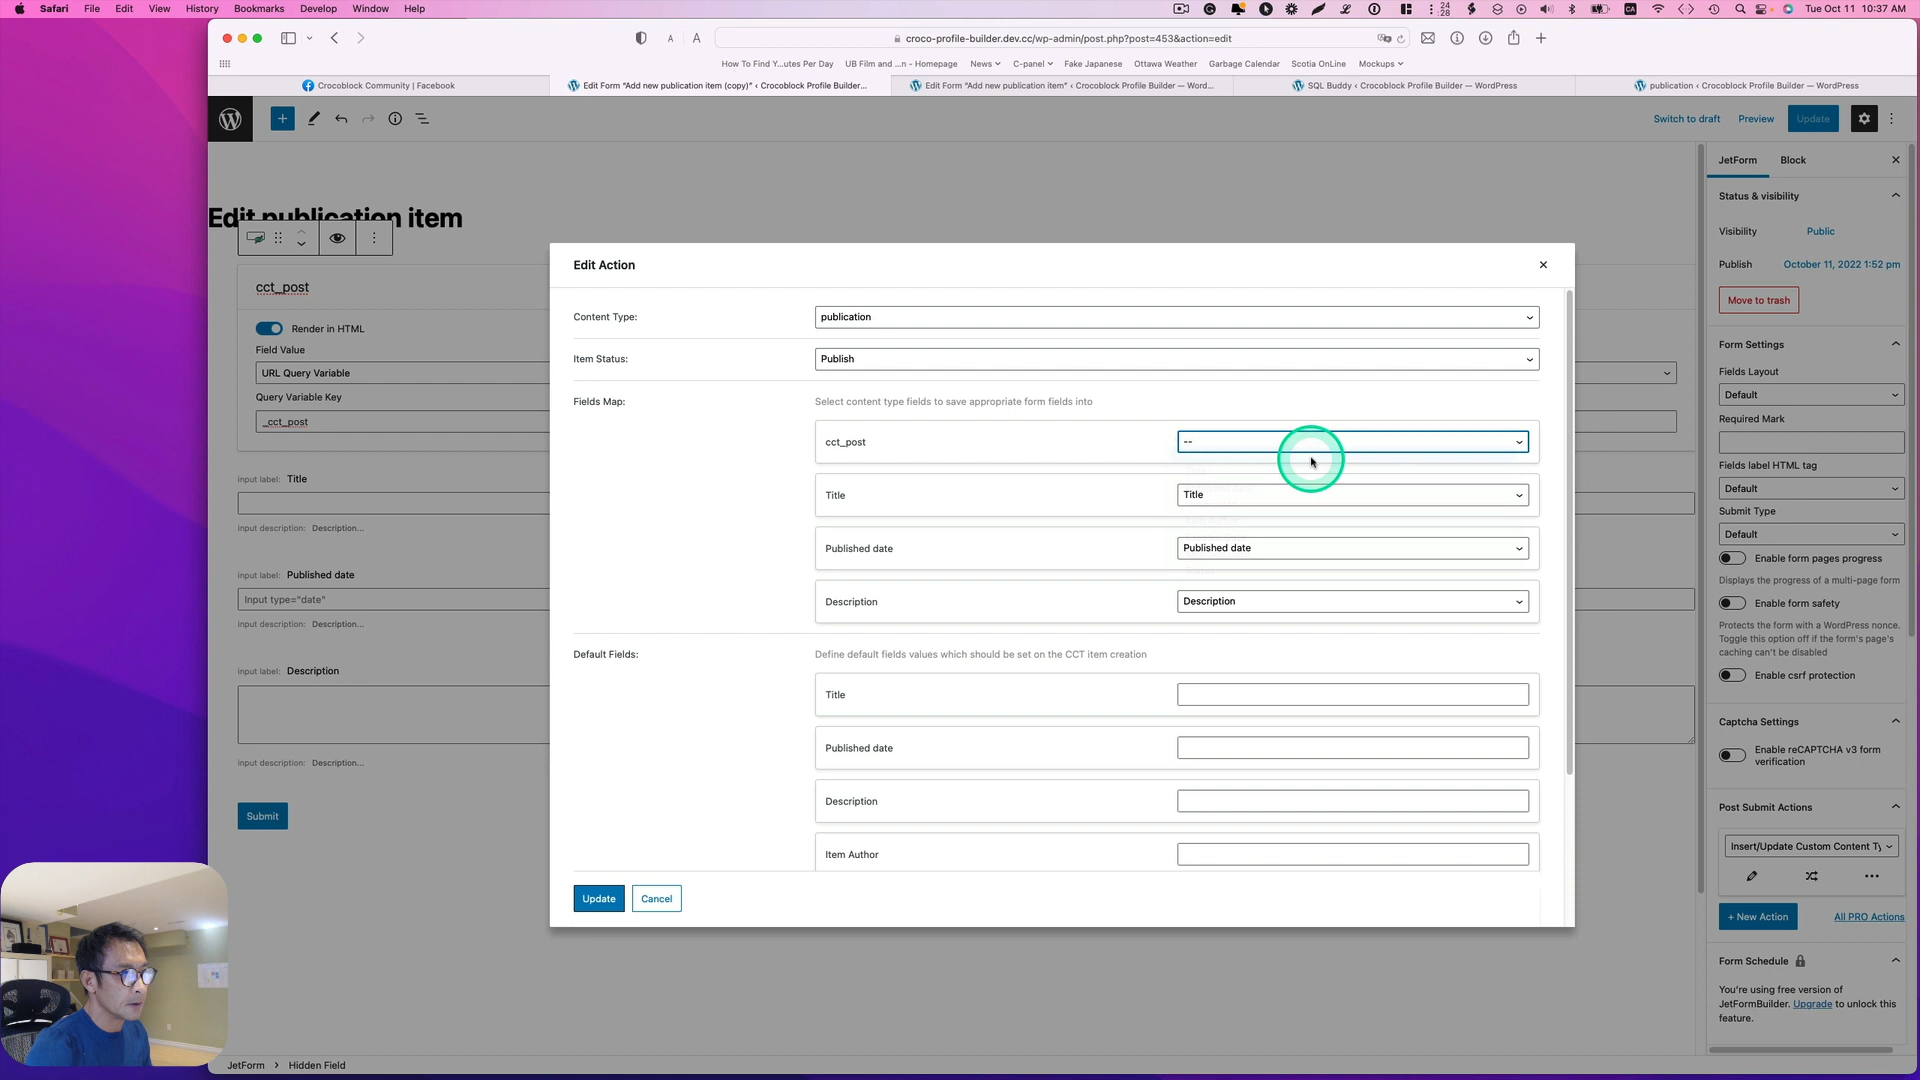 Safari File Edit View History Bookmarks Develop Window Help
24
28
CA
Tue Oct 11 10:37 AM
A A
croco-profile-builder.dev.cc/wp-admin/post.php?post=453&action=edit
How To Find Y...utes Per Day UB Film and ...n - Homepage News C-panel Fake Japanese Ottawa Weather Garbage Calendar Scotia OnLine Mockups
Crocoblock Community | Facebook
Edit Form “Add new publication item (copy)” ‹ Crocoblock Profile Builder...
Edit Form “Add new publication item” ‹ Crocoblock Profile Builder — Word...
SQL Buddy ‹ Crocoblock Profile Builder — WordPress
publication ‹ Crocoblock Profile Builder — WordPress
Switch to draft Preview Update
Edit publication item
cct_post
Render in HTML
Field Value
URL Query Variable
Query Variable Key
_cct_post
input label: Title
input description: Description...
input label: Published date
Input type="date"
input description: Description...
input label: Description
input description: Description...
Submit
Edit Action
Content Type: publication
Item Status: Publish
Fields Map: Select content type fields to save appropriate form fields into
cct_post --
Title Title
Published date Published date
Description Description
Default Fields: Define default fields values which should be set on the CCT item creation
Title
Published date
Description
Item Author
Update Cancel
JetForm Block
Status & visibility
Visibility Public
Publish October 11, 2022 1:52 pm
Move to trash
Form Settings
Fields Layout
Default
Required Mark
Fields label HTML tag
Default
Submit Type
Default
Enable form pages progress
Displays the progress of a multi-page form
Enable form safety
Protects the form with a WordPress nonce.
Toggle this option off if the form's page's
caching can't be disabled
Enable csrf protection
Captcha Settings
Enable reCAPTCHA v3 form
verification
Post Submit Actions
Insert/Update Custom Content Ty
+ New Action All PRO Actions
Form Schedule
You're using free version of
JetFormBuilder. Upgrade to unlock this
feature.
JetForm › Hidden Field